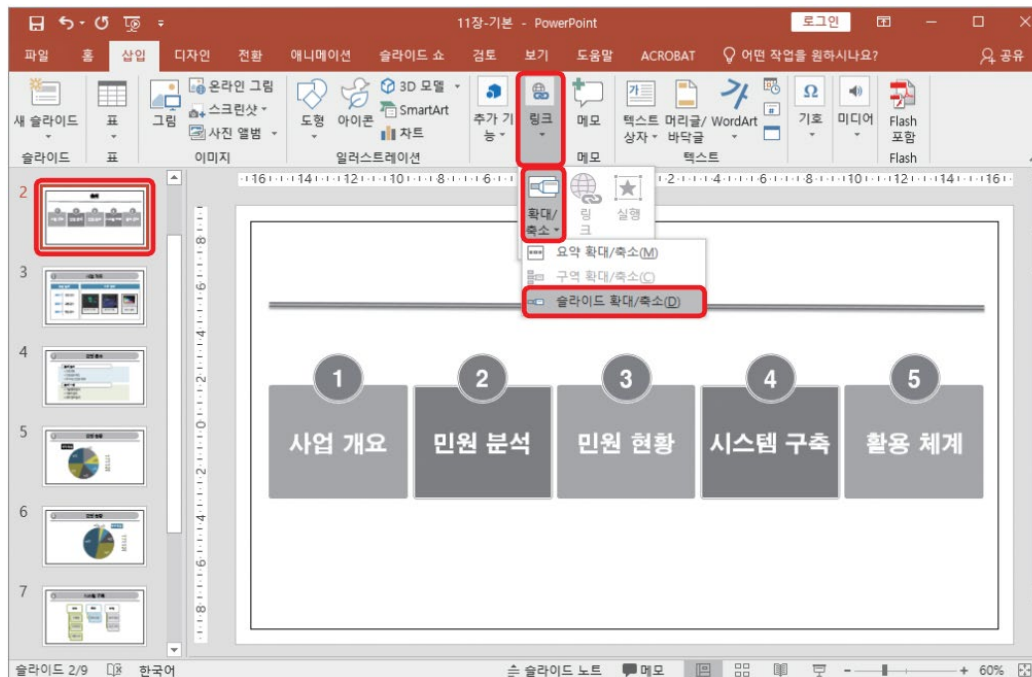 11장-기본 - PowerPoint
로그인
파일 홈 삽입 디자인 전환 애니메이션 슬라이드 쇼 검토 보기 도움말 ACROBAT 어떤 작업을 원하시나요? 공유
새 슬라이드
표
그림
온라인 그림
스크린샷
사진 앨범
도형
아이콘
3D 모델
SmartArt
차트
추가 기능
링크
메모
텍스트 상자
머리글/바닥글
WordArt
기호
미디어
Flash 포함
슬라이드 표 이미지 일러스트레이션 메모 텍스트 Flash
확대/축소
링크
실행
요약 확대/축소(M)
구역 확대/축소(C)
슬라이드 확대/축소(D)
2
3
4
5
6
7
1 2 3 4 5
사업 개요 민원 분석 민원 현황 시스템 구축 활용 체계
슬라이드 2/9 한국어 슬라이드 노트 메모 60%